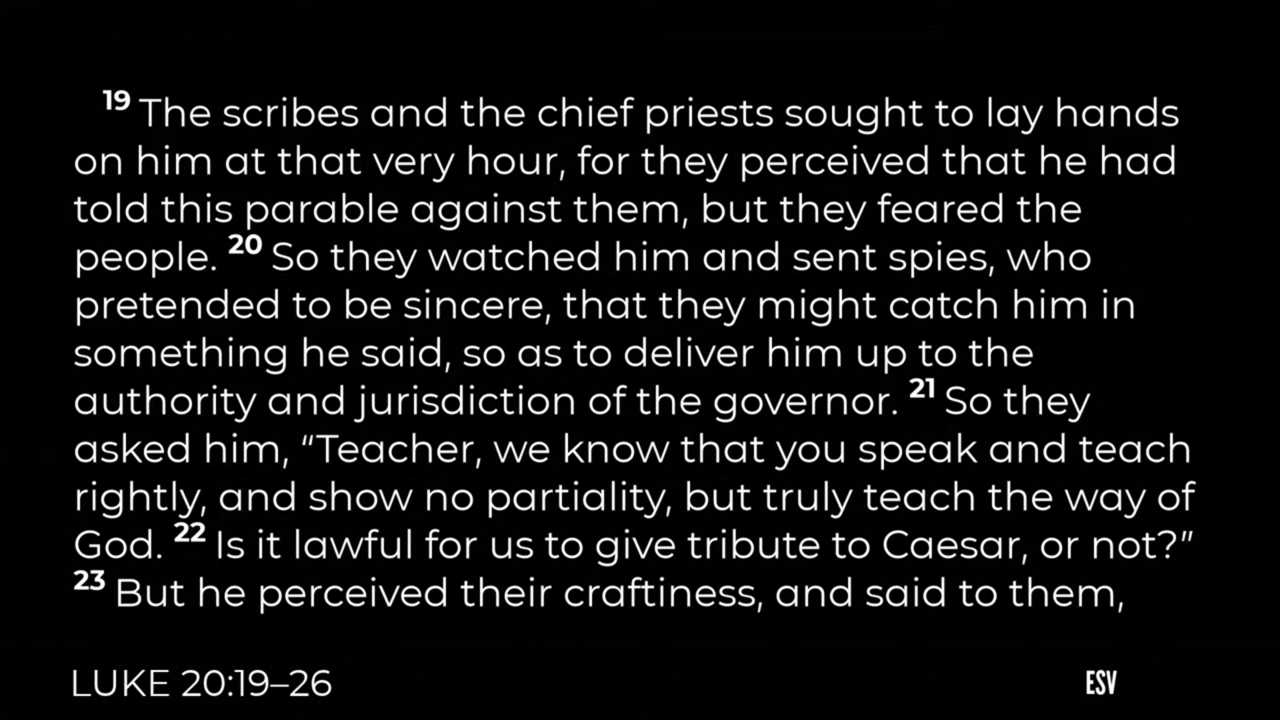 19 The scribes and the chief priests sought to lay hands
on him at that very hour, for they perceived that he had
told this parable against them, but they feared the
people. 20 So they watched him and sent spies, who
pretended to be sincere, that they might catch him in
something he said, so as to deliver him up to the
authority and jurisdiction of the governor. 21 So they
asked him, “Teacher, we know that you speak and teach
rightly, and show no partiality, but truly teach the way of
God. 22 Is it lawful for us to give tribute to Caesar, or not?”
23 But he perceived their craftiness, and said to them,
LUKE 20:19–26
ESV